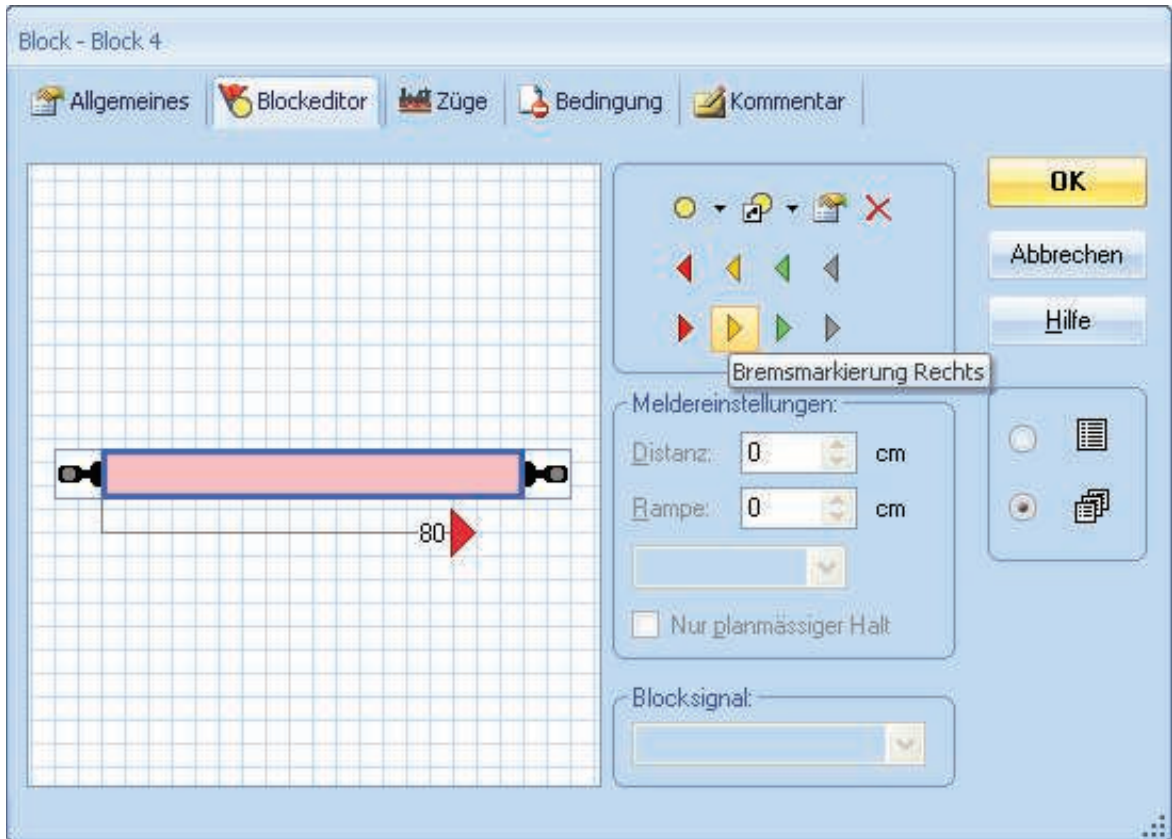 Block - Block 4
Allgemeines Blockeditor Züge Bedingung Kommentar
OK
Abbrechen
Hilfe
Bremsmarkierung Rechts
Meldereinstellungen:
Distanz: 0 cm
Rampe: 0 cm
80
Nur planmässiger Halt
Blocksignal: